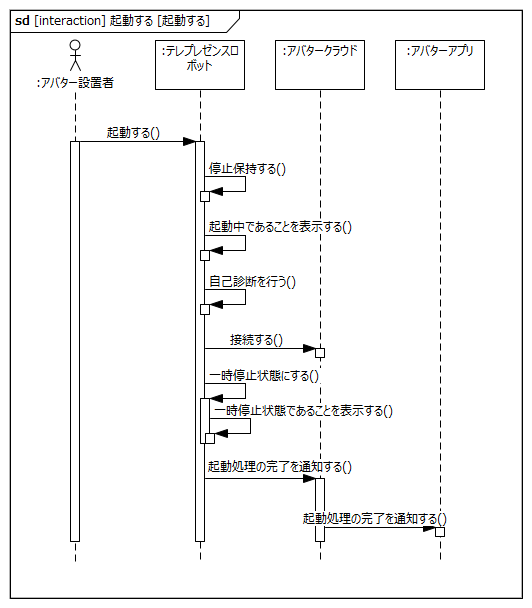 sd [interaction] 起動する [起動する]
:アバター設置者
:テレプレゼンスロ
ボット
:アバタークラウド
:アバターアプリ
起動する()
停止保持する()
起動中であることを表示する()
自己診断を行う()
接続する()
一時停止状態にする()
一時停止状態であることを表示する()
起動処理の完了を通知する()
起動処理の完了を通知する()